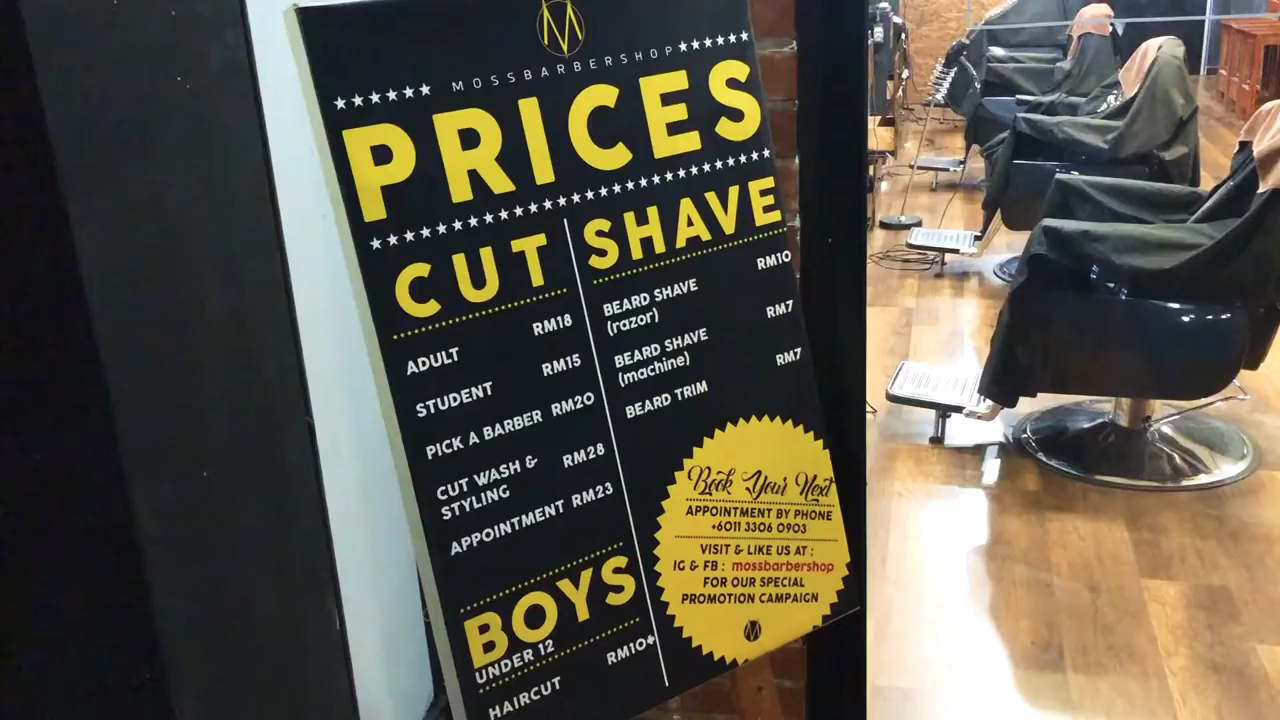 MOSSBARBERSHOP
PRICES
CUT
ADULT RM18
STUDENT RM15
PICK A BARBER RM20
CUT WASH & RM28
STYLING
APPOINTMENT RM23
BOYS
UNDER 12
HAIRCUT RM10+
SHAVE
BEARD SHAVE RM10
(razor)
BEARD SHAVE RM7
(machine)
BEARD TRIM RM7
Book Your Next
APPOINTMENT BY PHONE
+6011 3306 0903
VISIT & LIKE US AT :
IG & FB : mossbarbershop
FOR OUR SPECIAL
PROMOTION CAMPAIGN